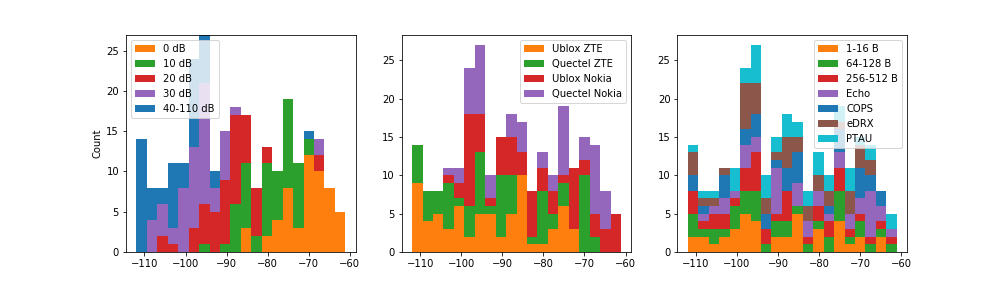 Count
25
20
15
10
5
0
−110
−100
−90
−80
−70
−60
0 dB
10 dB
20 dB
30 dB
40-110 dB
25
20
15
10
5
0
−110
−100
−90
−80
−70
−60
Ublox ZTE
Quectel ZTE
Ublox Nokia
Quectel Nokia
25
20
15
10
5
0
−110
−100
−90
−80
−70
−60
1-16 B
64-128 B
256-512 B
Echo
COPS
eDRX
PTAU